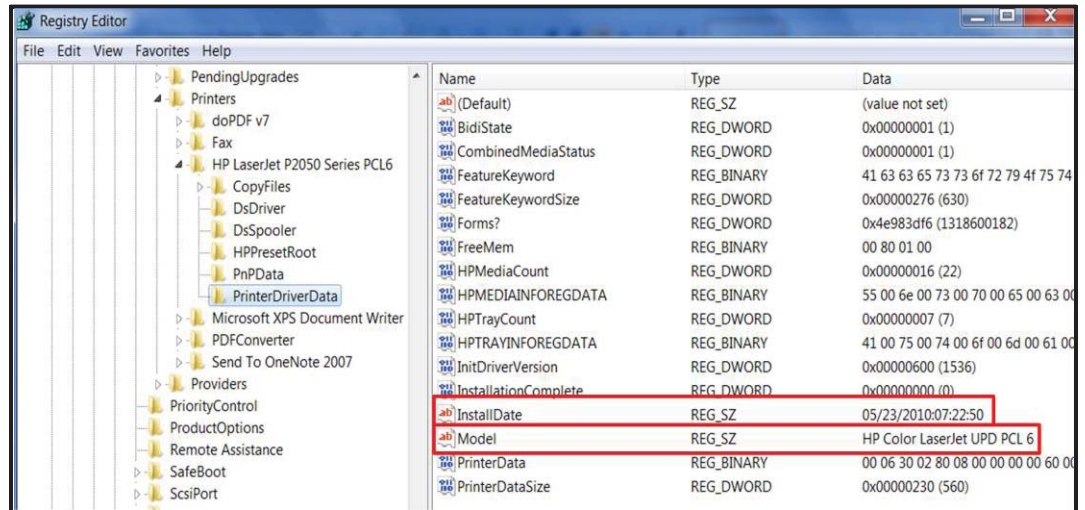 Registry Editor
File Edit View Favorites Help
PendingUpgrades
Printers
doPDF v7
Fax
HP LaserJet P2050 Series PCL6
CopyFiles
DsDriver
DsSpooler
HPPresetRoot
PnPData
PrinterDriverData
Microsoft XPS Document Writer
PDFConverter
Send To OneNote 2007
Providers
PriorityControl
ProductOptions
Remote Assistance
SafeBoot
ScsiPort
Name Type Data
(Default) REG_SZ (value not set)
BidiState REG_DWORD 0x00000001 (1)
CombinedMediaStatus REG_DWORD 0x00000001 (1)
FeatureKeyword REG_BINARY 41 63 63 65 73 73 6f 72 79 4f 75 74
FeatureKeywordSize REG_DWORD 0x00000276 (630)
Forms? REG_DWORD 0x4e983df6 (1318600182)
FreeMem REG_BINARY 00 80 01 00
HPMediaCount REG_DWORD 0x00000016 (22)
HPMEDIAINFOREGDATA REG_BINARY 55 00 6e 00 73 00 70 00 65 00 63 00
HPTrayCount REG_DWORD 0x00000007 (7)
HPTRAYINFOREGDATA REG_BINARY 41 00 75 00 74 00 6f 00 6d 00 61 00
InitDriverVersion REG_DWORD 0x00000600 (1536)
InstallationComplete REG_DWORD 0x00000000 (0)
InstallDate REG_SZ 05/23/2010:07:22:50
Model REG_SZ HP Color LaserJet UPD PCL 6
PrinterData REG_BINARY 00 06 30 02 80 08 00 00 00 00 60 00
PrinterDataSize REG_DWORD 0x00000230 (560)